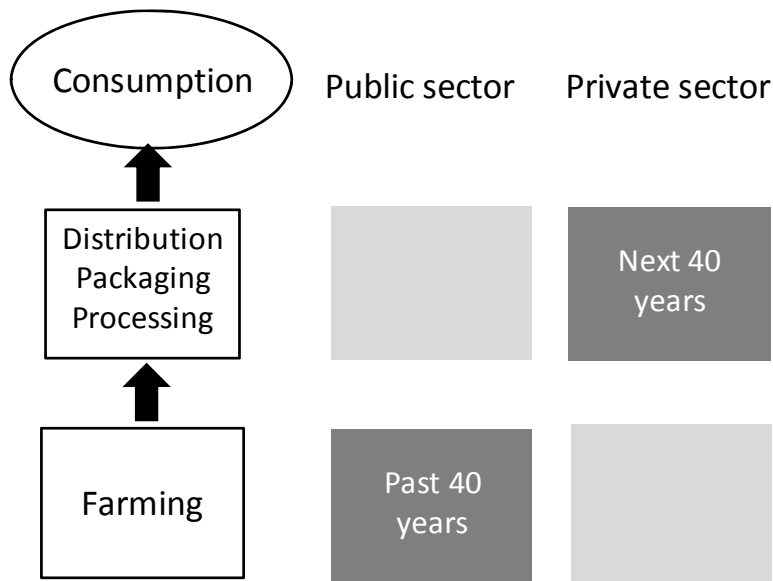 Consumption
Public sector
Private sector
Distribution
Packaging
Processing
Next 40
years
Farming
Past 40
years